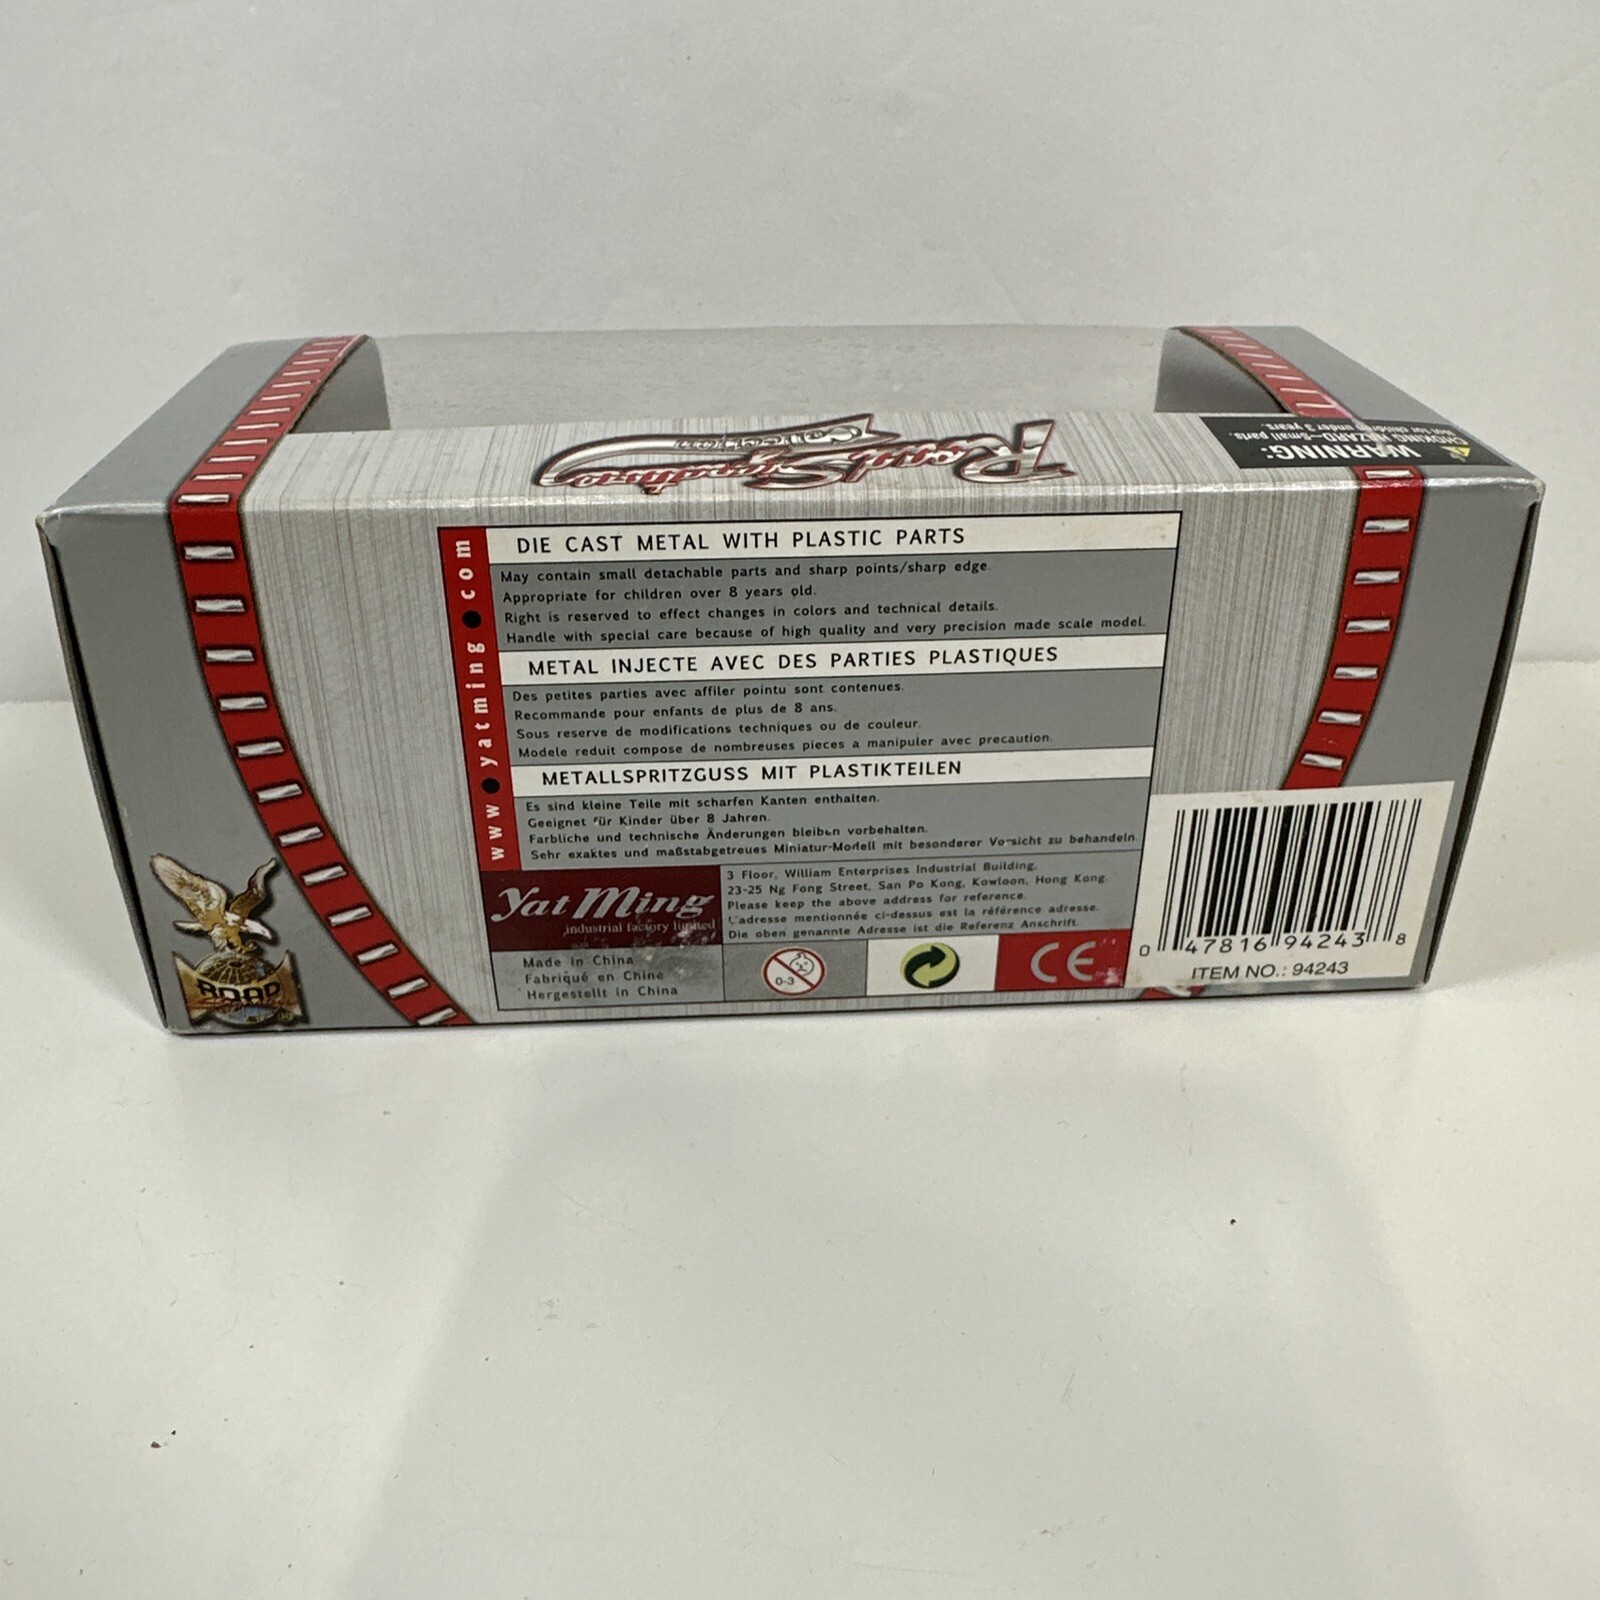 Road Signature
Collection
WARNING:
CHOKING HAZARD-Small parts.
Not for children under 3 years.
www.yatming.com
DIE CAST METAL WITH PLASTIC PARTS
May contain small detachable parts and sharp points/sharp edge.
Appropriate for children over 8 years old.
Right is reserved to effect changes in colors and technical details.
Handle with special care because of high quality and very precision made scale model.
METAL INJECTE AVEC DES PARTIES PLASTIQUES
Des petites parties avec affiler pointu sont contenues.
Recommande pour enfants de plus de 8 ans.
Sous reserve de modifications techniques ou de couleur.
Modele reduit compose de nombreuses pieces a manipuler avec precaution.
METALLSPRITZGUSS MIT PLASTIKTEILEN
Es sind kleine Teile mit scharfen Kanten enthalten.
Geeignet für Kinder über 8 Jahren.
Farbliche und technische Änderungen bleiben vorbehalten.
Sehr exaktes und maßstabgetreues Miniatur-Modell mit besonderer Vorsicht zu behandeln.
Yat Ming
industrial factory limited
3 Floor, William Enterprises Industrial Building,
23-25 Ng Fong Street, San Po Kong, Kowloon, Hong Kong.
Please keep the above address for reference.
L'adresse mentionnée ci-dessus est la référence adresse.
Die oben genannte Adresse ist die Referenz Anschrift.
Made in China
Fabriqué en Chine
Hergestellt in China
0-3
CE
0 47816 94243 8
ITEM NO.: 94243
ROAD